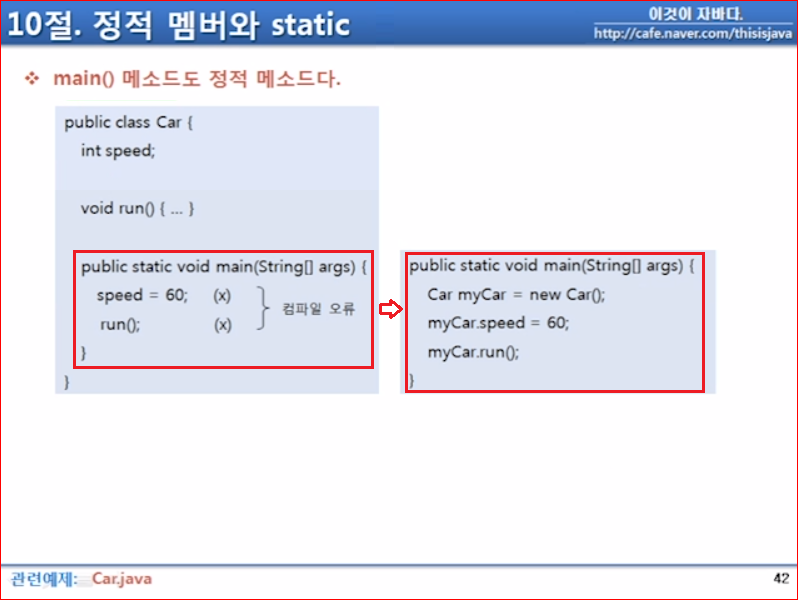 10절. 정적 멤버와 static
이것이 자바다.
http://cafe.naver.com/thisisjava
❖ main() 메소드도 정적 메소드다.
public class Car {
int speed;
void run() { ... }
public static void main(String[] args) {
speed = 60; (x)
run(); (x)
컴파일 오류
}
}
public static void main(String[] args) {
Car myCar = new Car();
myCar.speed = 60;
myCar.run();
}
관련예제: Car.java
42